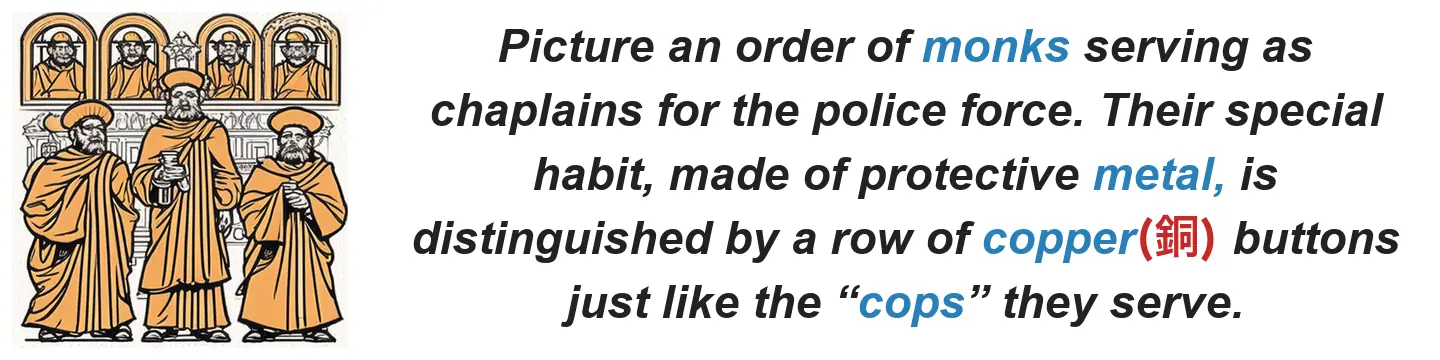 Picture an order of monks serving as
chaplains for the police force. Their special
habit, made of protective metal, is
distinguished by a row of copper(銅) buttons
just like the “cops” they serve.